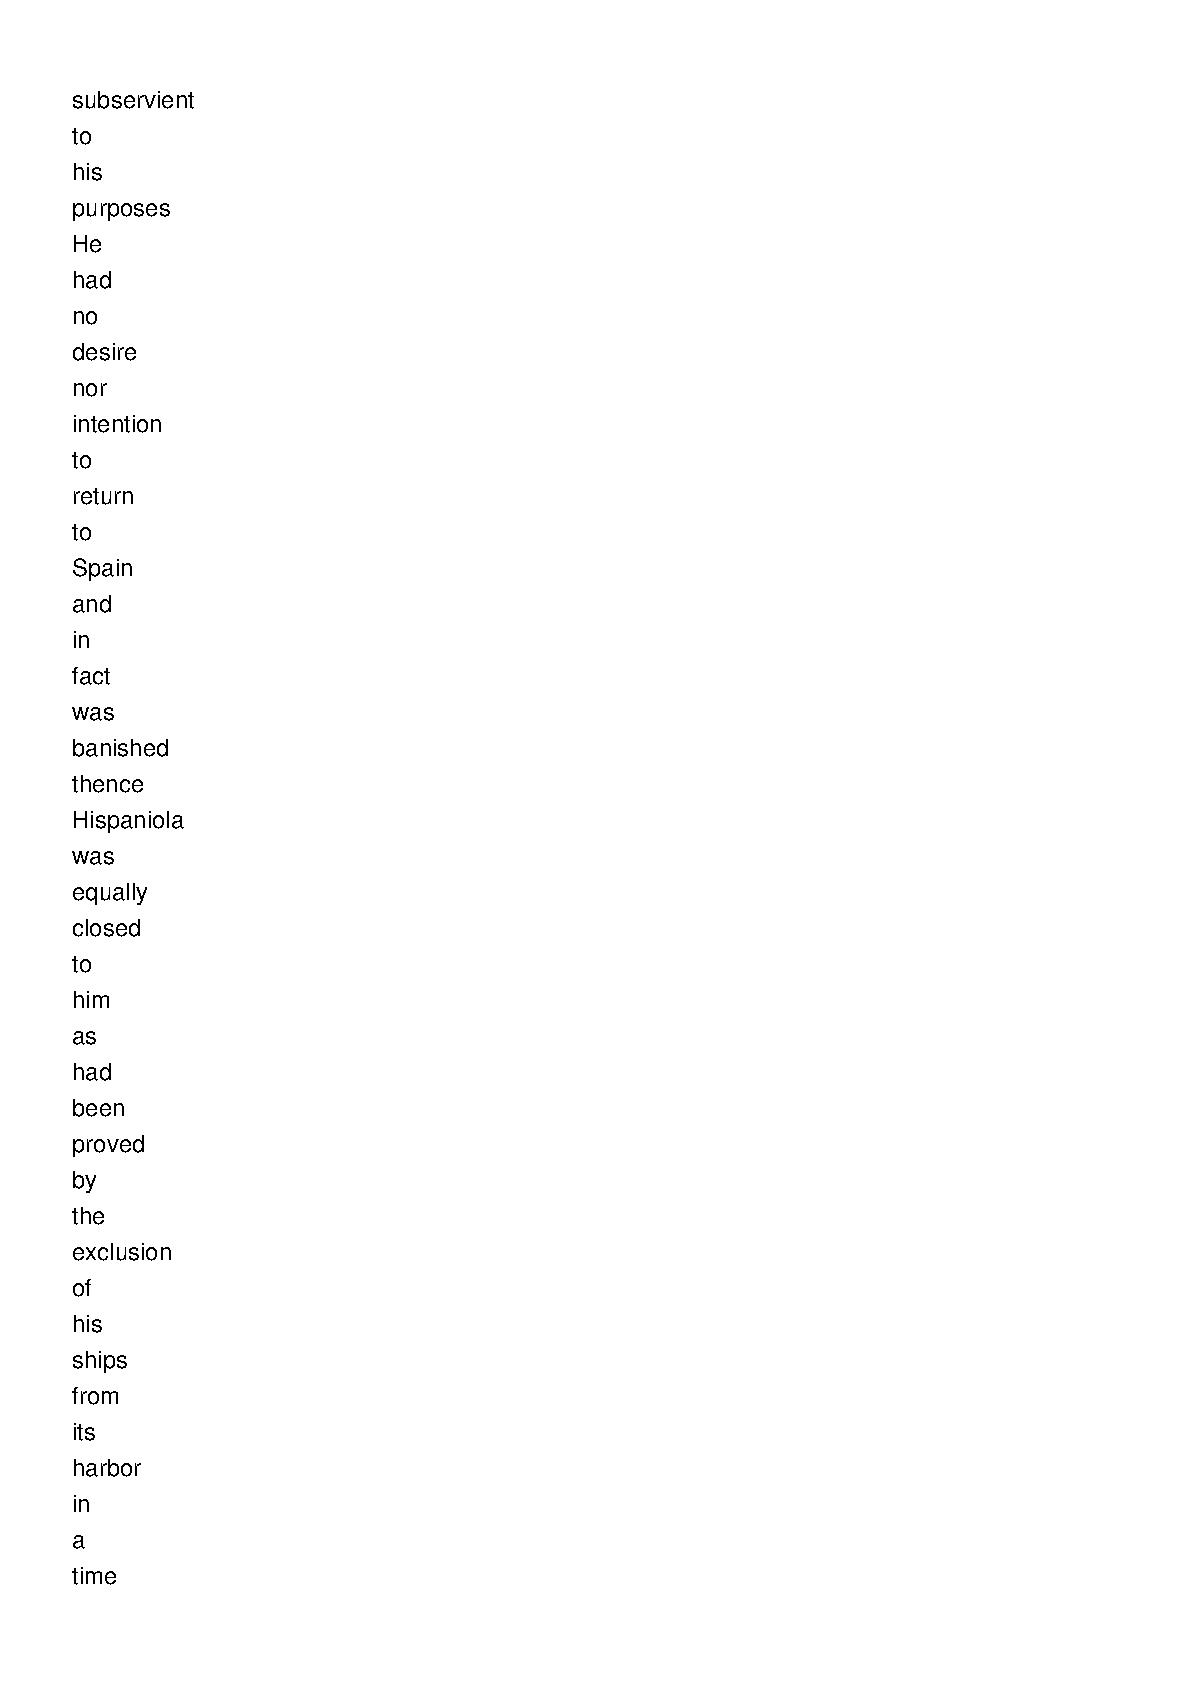 subservient
to
his
purposes
He
had
no
desire
nor
intention
to
return
to
Spain
and
in
fact
was
banished
thence
Hispaniola
was
equally
closed
to
him
as
had
been
proved
by
the
exclusion
of
his
ships
from
its
harbor
in
a
time